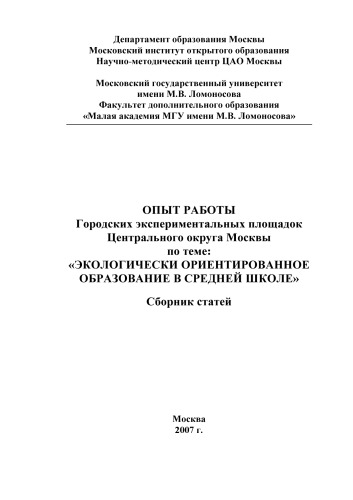 Департамент образования Москвы
Московский институт открытого образования
Научно-методический центр ЦАО Москвы
Московский государственный университет
имени М.В. Ломоносова
Факультет дополнительного образования
«Малая академия МГУ имени М.В. Ломоносова»
ОПЫТ РАБОТЫ
Городских экспериментальных площадок
Центрального округа Москвы
по теме:
«ЭКОЛОГИЧЕСКИ ОРИЕНТИРОВАННОЕ
ОБРАЗОВАНИЕ В СРЕДНЕЙ ШКОЛЕ»
Сборник статей
Москва
2007 г.